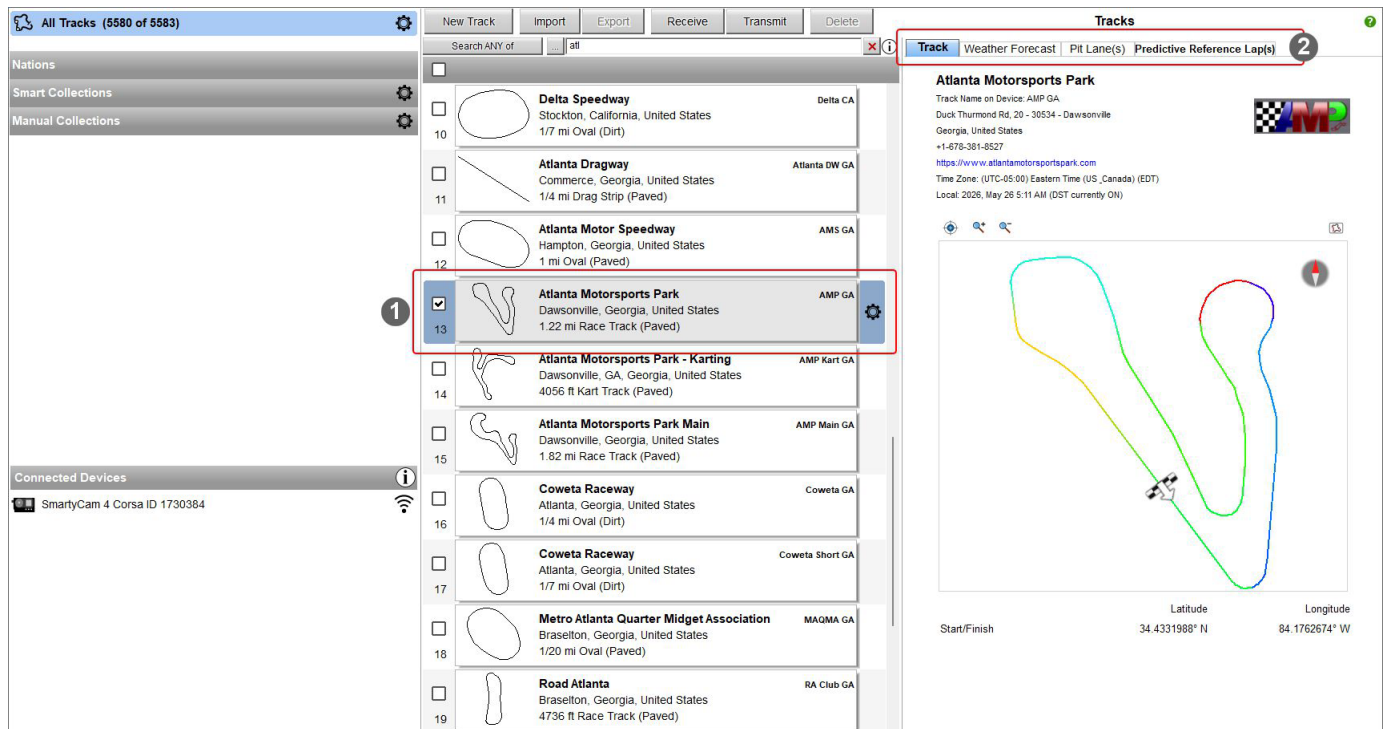 All Tracks (5580 of 5583)
Nations
Smart Collections
Manual Collections
Connected Devices
SmartyCam 4 Corsa ID 1730384
New Track Import Export Receive Transmit Delete
Search ANY of ... atl
10
Delta Speedway Delta CA
Stockton, California, United States
1/7 mi Oval (Dirt)
11
Atlanta Dragway Atlanta DW GA
Commerce, Georgia, United States
1/4 mi Drag Strip (Paved)
12
Atlanta Motor Speedway AMS GA
Hampton, Georgia, United States
1 mi Oval (Paved)
1
13
Atlanta Motorsports Park AMP GA
Dawsonville, Georgia, United States
1.22 mi Race Track (Paved)
14
Atlanta Motorsports Park - Karting AMP Kart GA
Dawsonville, GA, Georgia, United States
4056 ft Kart Track (Paved)
15
Atlanta Motorsports Park Main AMP Main GA
Dawsonville, Georgia, United States
1.82 mi Race Track (Paved)
16
Coweta Raceway Coweta GA
Atlanta, Georgia, United States
1/4 mi Oval (Dirt)
17
Coweta Raceway Coweta Short GA
Atlanta, Georgia, United States
1/7 mi Oval (Dirt)
18
Metro Atlanta Quarter Midget Association MAQMA GA
Braselton, Georgia, United States
1/20 mi Oval (Paved)
19
Road Atlanta RA Club GA
Braselton, Georgia, United States
4736 ft Race Track (Paved)
Tracks
Track Weather Forecast Pit Lane(s) Predictive Reference Lap(s) 2
Atlanta Motorsports Park
Track Name on Device: AMP GA
Duck Thurmond Rd, 20 - 30534 - Dawsonville
Georgia, United States
+1-678-381-8527
https://www.atlantamotorsportspark.com
Time Zone: (UTC-05:00) Eastern Time (US_Canada) (EDT)
Local: 2026, May 26 5:11 AM (DST currently ON)
AMP
Latitude Longitude
Start/Finish 34.4331988° N 84.1762674° W